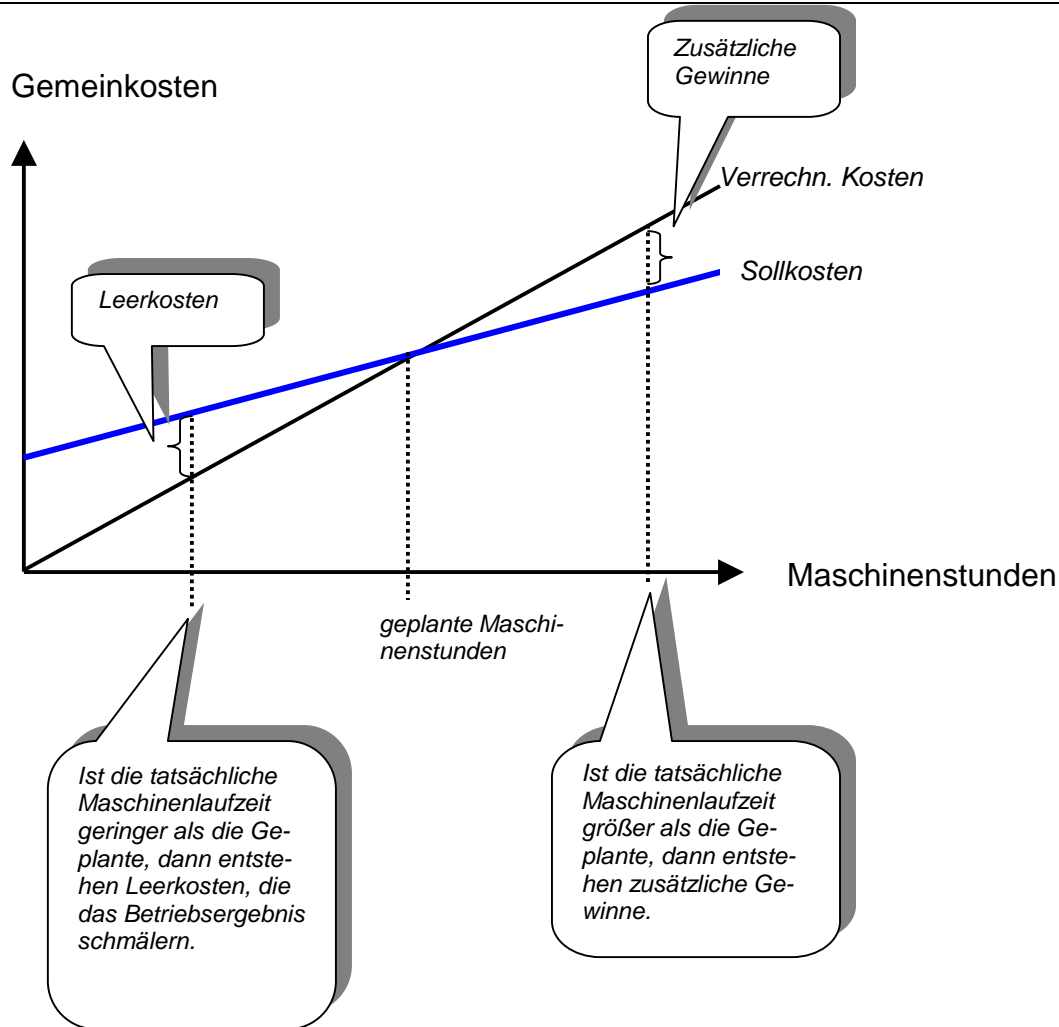 Zusätzliche
Gewinne
Gemeinkosten
Verrechn. Kosten
Sollkosten
Leerkosten
Maschinenstunden
geplante Maschi-
nenstunden
Ist die tatsächliche
Maschinenlaufzeit
geringer als die Ge-
plante, dann entste-
hen Leerkosten, die
das Betriebsergebnis
schmälern.
Ist die tatsächliche
Maschinenlaufzeit
größer als die Ge-
plante, dann entste-
hen zusätzliche Ge-
winne.